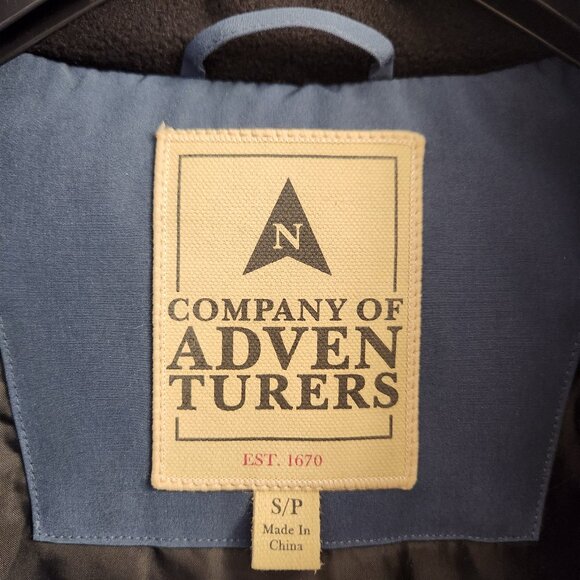 N
COMPANY OF
ADVEN
TURERS
EST. 1670
S/P
Made In
China